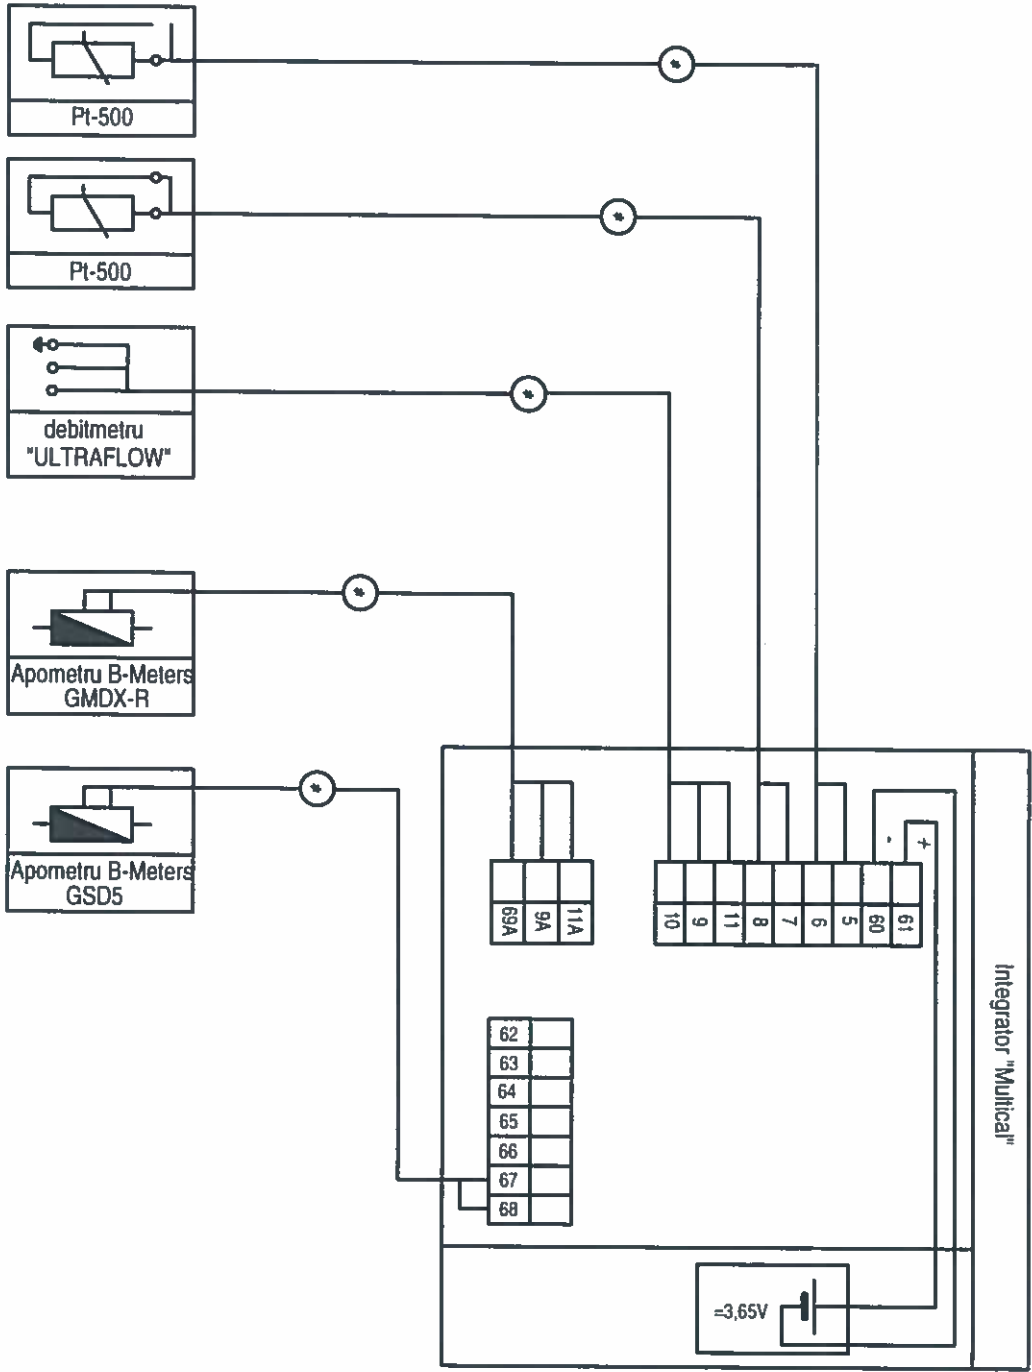 Pt-500
Pt-500
debitmetru
"ULTRAFLOW"
Apometru B-Meters
GMDX-R
Apometru B-Meters
GSD5
*
*
*
*
*
69A 9A 11A
10 9 11 8 7 6 5 60 61
- +
62
63
64
65
66
67
68
Integrator "Multical"
=3,65V